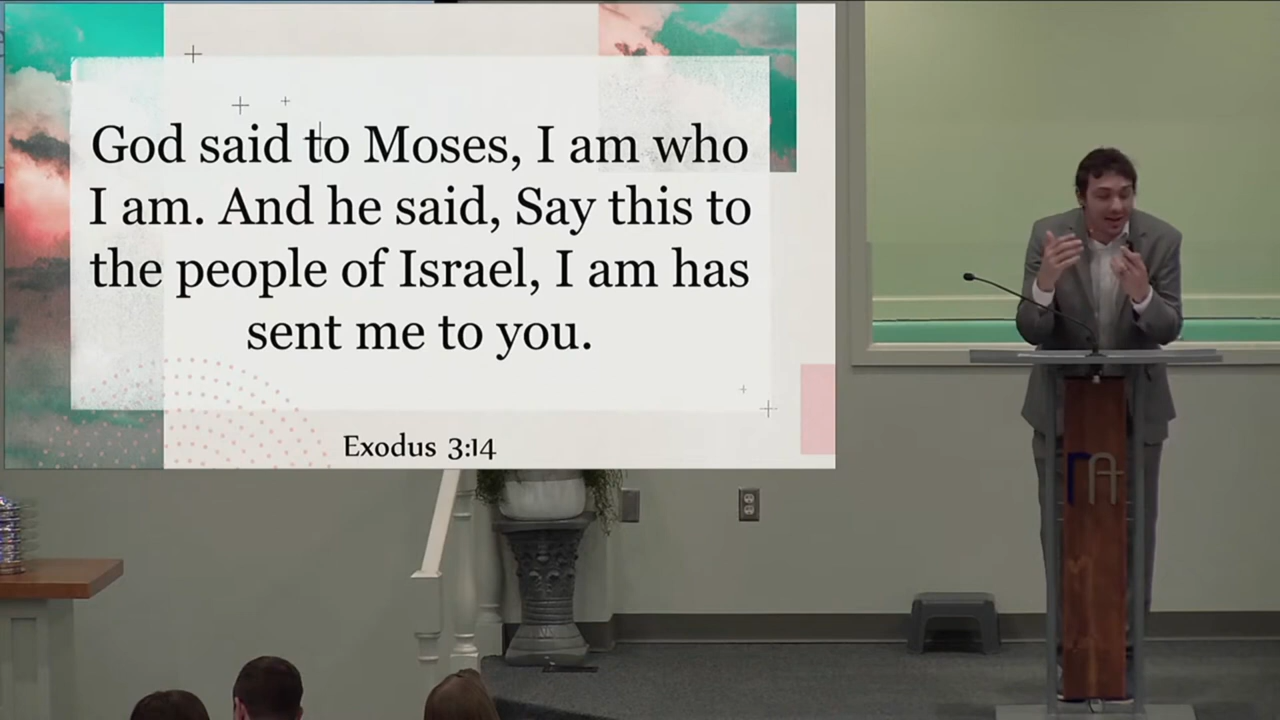 God said to Moses, I am who
I am. And he said, Say this to
the people of Israel, I am has
sent me to you.
Exodus 3:14